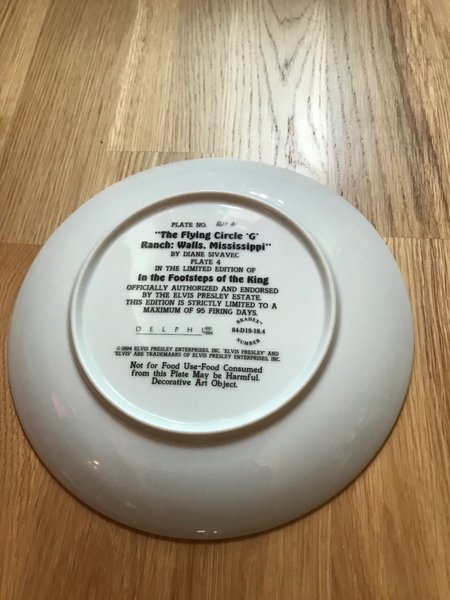 PLATE NO.
"The Flying Circle 'G'
Ranch: Walls, Mississippi"
BY DIANE SIVAVEC
PLATE 4
IN THE LIMITED EDITION OF
In the Footsteps of the King
OFFICIALLY AUTHORIZED AND ENDORSED
BY THE ELVIS PRESLEY ESTATE.
THIS EDITION IS STRICTLY LIMITED TO A
MAXIMUM OF 95 FIRING DAYS.
DELPHI
BRADEX
84-D19-18.4
NUMBER
©1994 ELVIS PRESLEY ENTERPRISES, INC. "ELVIS PRESLEY" AND
"ELVIS" ARE TRADEMARKS OF ELVIS PRESLEY ENTERPRISES, INC.
Not for Food Use-Food Consumed
from this Plate May be Harmful.
Decorative Art Object.